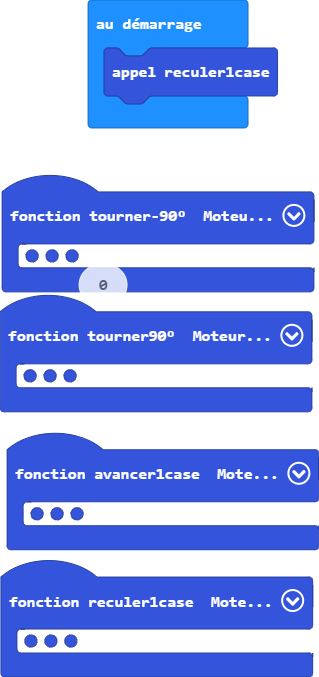 au démarrage
appel reculer1case
fonction tourner-90º Moteu...
0
fonction tourner90º Moteur...
fonction avancer1case Mote...
fonction reculer1case Mote...